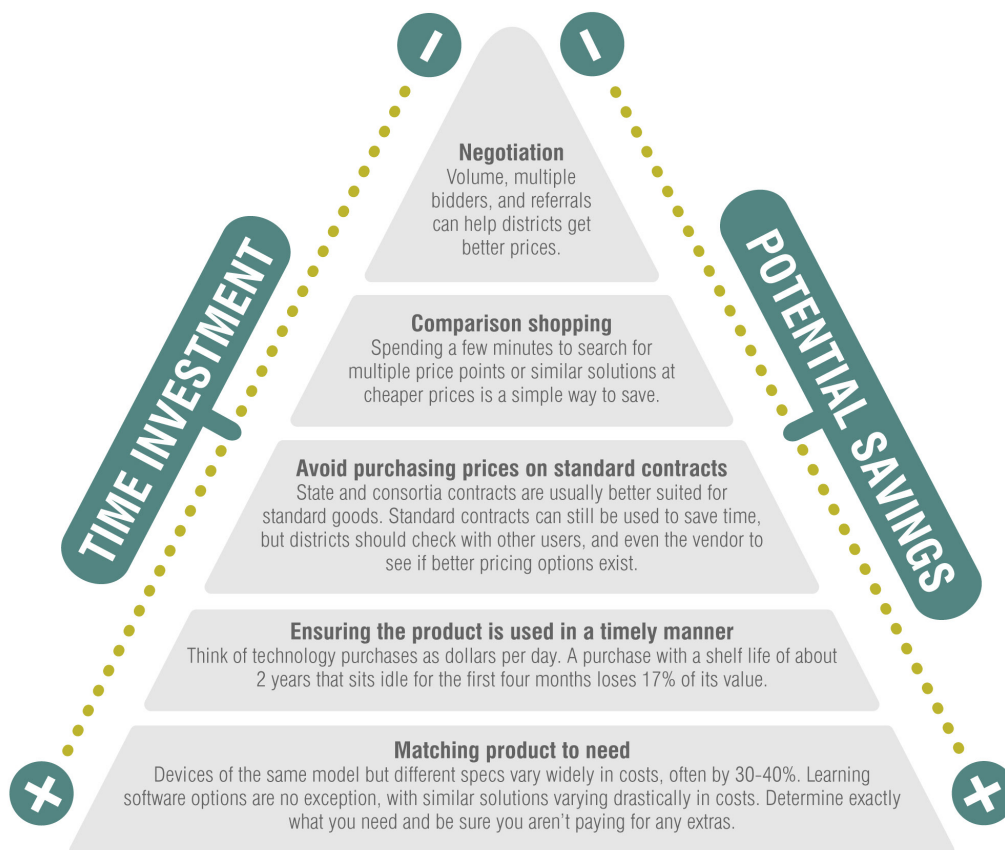 Negotiation
Volume, multiple
bidders, and referrals
can help districts get
better prices.
TIME INVESTMENT
POTENTIAL SAVINGS
Comparison shopping
Spending a few minutes to search for
multiple price points or similar solutions at
cheaper prices is a simple way to save.
Avoid purchasing prices on standard contracts
State and consortia contracts are usually better suited for
standard goods. Standard contracts can still be used to save time,
but districts should check with other users, and even the vendor to
see if better pricing options exist.
Ensuring the product is used in a timely manner
Think of technology purchases as dollars per day. A purchase with a shelf life of about
2 years that sits idle for the first four months loses 17% of its value.
Matching product to need
Devices of the same model but different specs vary widely in costs, often by 30-40%. Learning
software options are no exception, with similar solutions varying drastically in costs. Determine exactly
what you need and be sure you aren't paying for any extras.